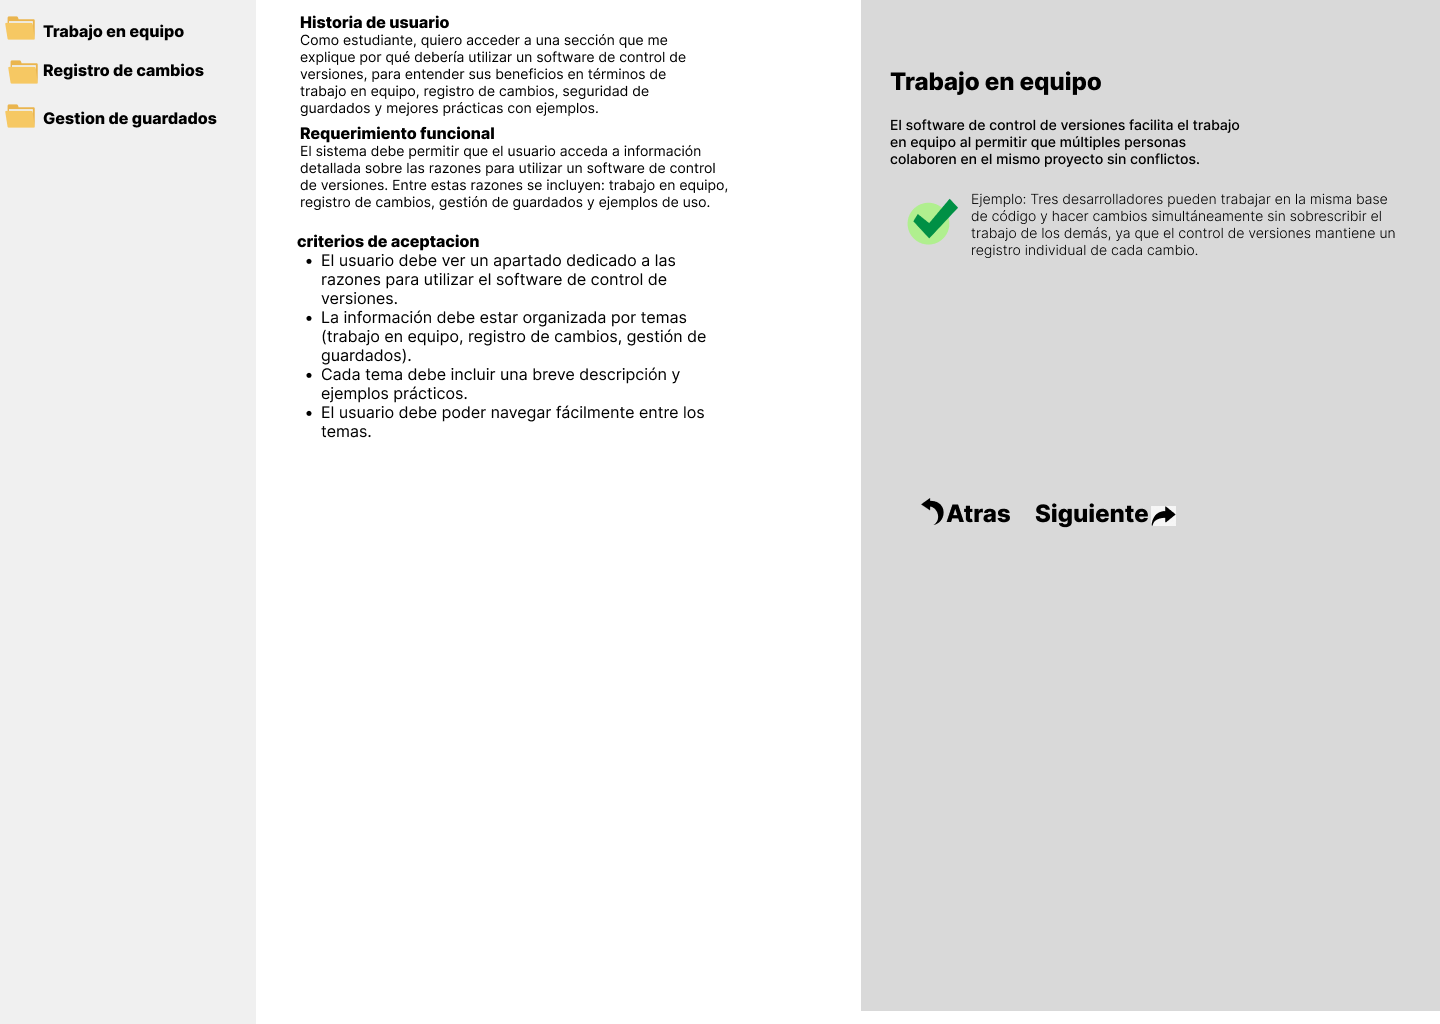 Trabajo en equipo
Registro de cambios
Gestion de guardados
Historia de usuario
Como estudiante, quiero acceder a una sección que me
explique por qué debería utilizar un software de control de
versiones, para entender sus beneficios en términos de
trabajo en equipo, registro de cambios, seguridad de
guardados y mejores prácticas con ejemplos.
Requerimiento funcional
El sistema debe permitir que el usuario acceda a información
detallada sobre las razones para utilizar un software de control
de versiones. Entre estas razones se incluyen: trabajo en equipo,
registro de cambios, gestión de guardados y ejemplos de uso.
criterios de aceptacion
• El usuario debe ver un apartado dedicado a las
razones para utilizar el software de control de
versiones.
• La información debe estar organizada por temas
(trabajo en equipo, registro de cambios, gestión de
guardados).
• Cada tema debe incluir una breve descripción y
ejemplos prácticos.
• El usuario debe poder navegar fácilmente entre los
temas.
Trabajo en equipo
El software de control de versiones facilita el trabajo
en equipo al permitir que múltiples personas
colaboren en el mismo proyecto sin conflictos.
Ejemplo: Tres desarrolladores pueden trabajar en la misma base
de código y hacer cambios simultáneamente sin sobrescribir el
trabajo de los demás, ya que el control de versiones mantiene un
registro individual de cada cambio.
Atras Siguiente